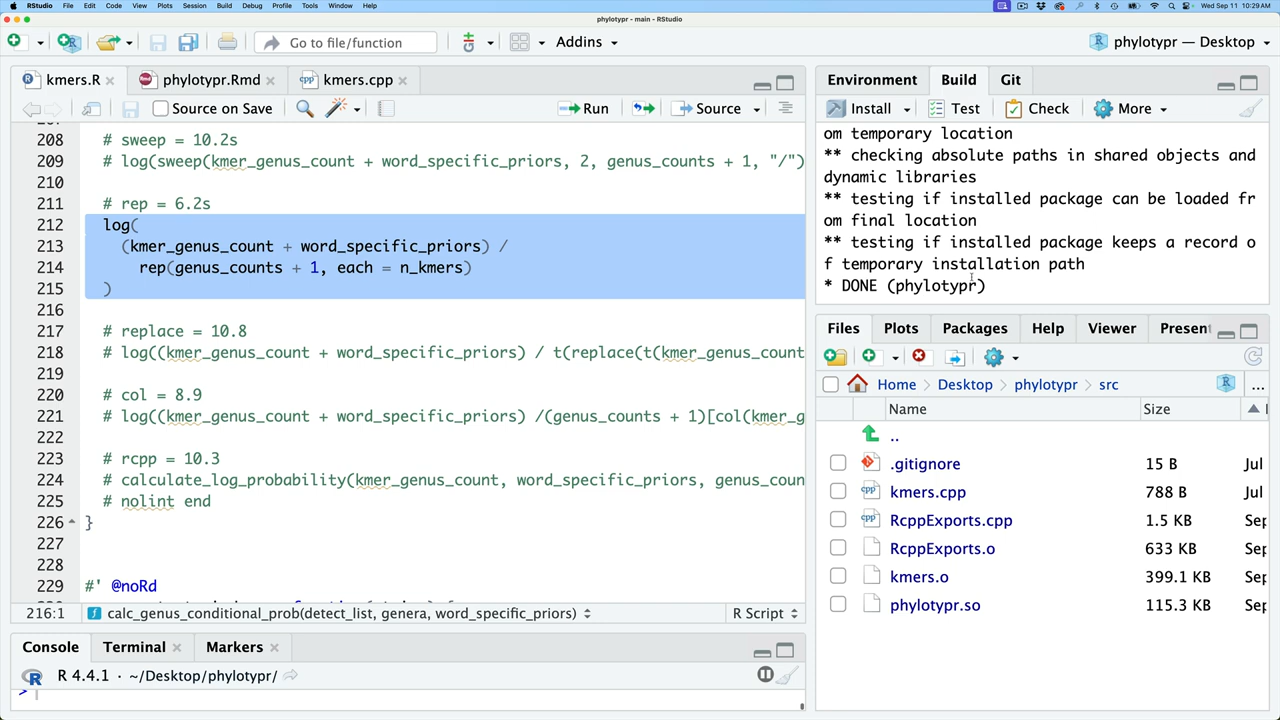 RStudio File Edit Code View Plots Session Build Debug Profile Tools Window Help Wed Sep 11 10:29 AM
phylotypr - main - RStudio
Go to file/function Addins phylotypr — Desktop
kmers.R phylotypr.Rmd kmers.cpp
Source on Save Run Source
208 # sweep = 10.2s
209 # log(sweep(kmer_genus_count + word_specific_priors, 2, genus_counts + 1, "/")
210
211 # rep = 6.2s
212 log(
213 (kmer_genus_count + word_specific_priors) /
214 rep(genus_counts + 1, each = n_kmers)
215 )
216
217 # replace = 10.8
218 # log((kmer_genus_count + word_specific_priors) / t(replace(t(kmer_genus_count
219
220 # col = 8.9
221 # log((kmer_genus_count + word_specific_priors) /(genus_counts + 1)[col(kmer_g
222
223 # rcpp = 10.3
224 # calculate_log_probability(kmer_genus_count, word_specific_priors, genus_coun
225 # nolint end
226 }
227
228
229 #' @noRd
216:1 calc_genus_conditional_prob(detect_list, genera, word_specific_priors) R Script
Console Terminal Markers
R 4.4.1 · ~/Desktop/phylotypr/
>
Environment Build Git
Install Test Check More
om temporary location
** checking absolute paths in shared objects and
dynamic libraries
** testing if installed package can be loaded fr
om final location
** testing if installed package keeps a record o
f temporary installation path
* DONE (phylotypr)
Files Plots Packages Help Viewer Present
Home Desktop phylotypr src ...
Name Size
..
.gitignore 15 B Jul
kmers.cpp 788 B Jul
RcppExports.cpp 1.5 KB Sep
RcppExports.o 633 KB Sep
kmers.o 399.1 KB Sep
phylotypr.so 115.3 KB Sep